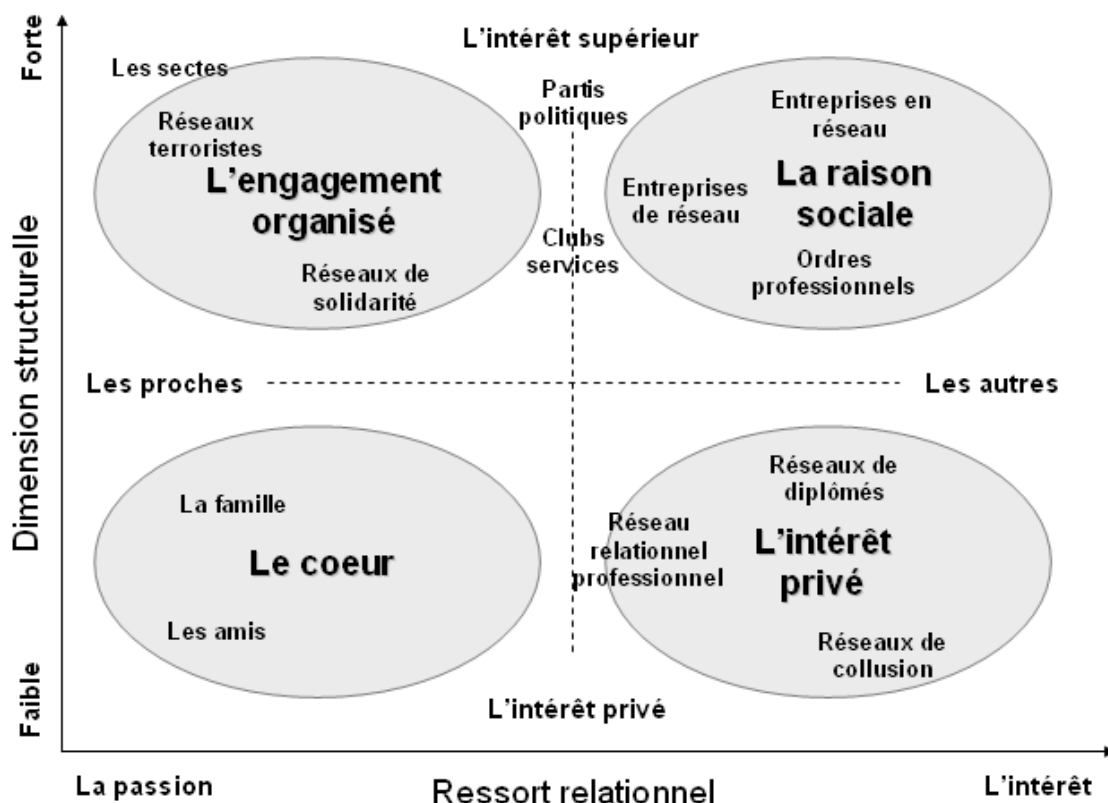 Forte
L'intérêt supérieur
Les sectes
Partis
politiques
Entreprises en
réseau
Réseaux
terroristes
L'engagement
organisé
La raison
sociale
Entreprises
de réseau
Clubs
services
Réseaux de
solidarité
Ordres
professionnels
Dimension structurelle
Les proches
Les autres
La famille
Le coeur
Les amis
Réseaux de
diplômés
Réseau
relationnel
professionnel
L'intérêt
privé
Réseaux de
collusion
Faible
L'intérêt privé
La passion
Ressort relationnel
L'intérêt